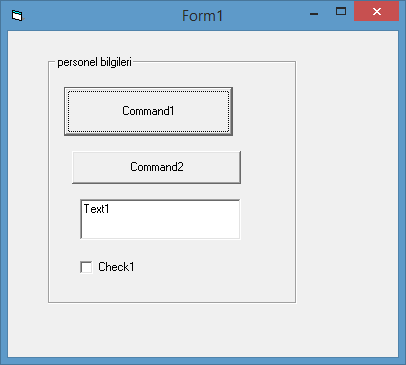 Form1
personel bilgileri
Command1
Command2
Text1
Check1